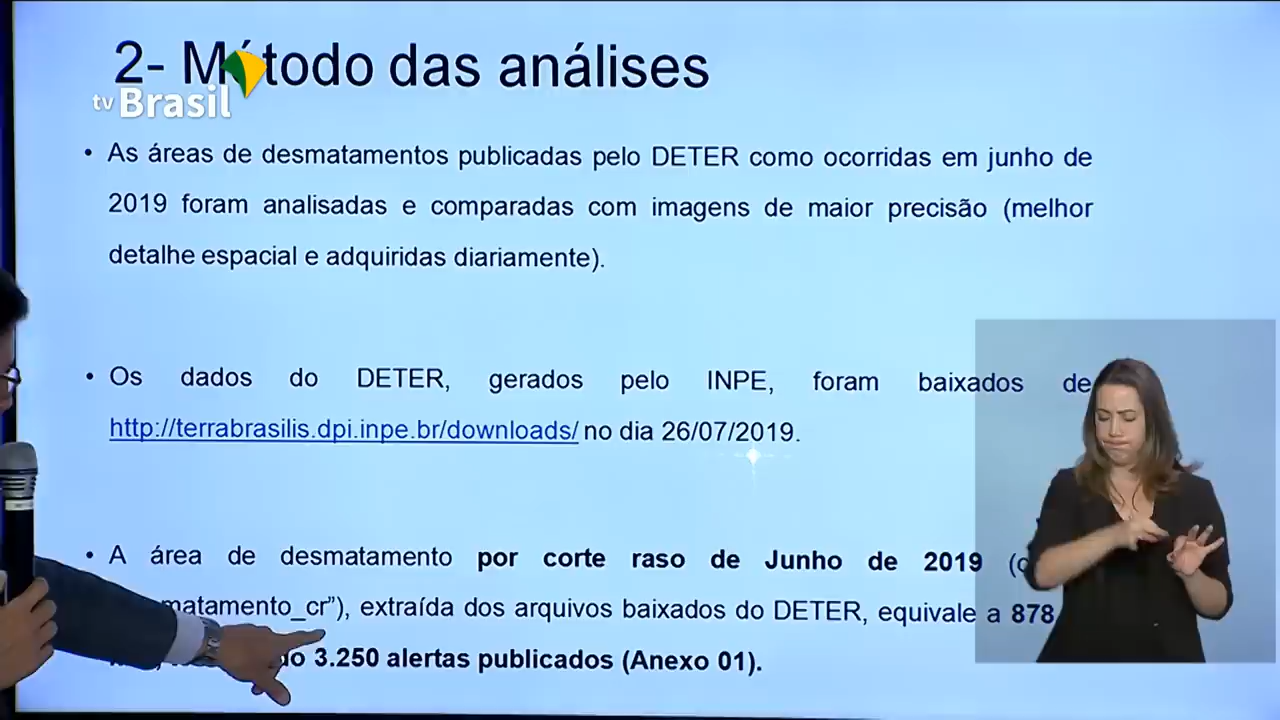 2- Método das análises
tv Brasil
• As áreas de desmatamentos publicadas pelo DETER como ocorridas em junho de
2019 foram analisadas e comparadas com imagens de maior precisão (melhor
detalhe espacial e adquiridas diariamente).
• Os dados do DETER, gerados pelo INPE, foram baixados de
http://terrabrasilis.dpi.inpe.br/downloads/ no dia 26/07/2019.
• A área de desmatamento por corte raso de Junho de 2019
matamento_cr”), extraída dos arquivos baixados do DETER, equivale a 878
3.250 alertas publicados (Anexo 01).